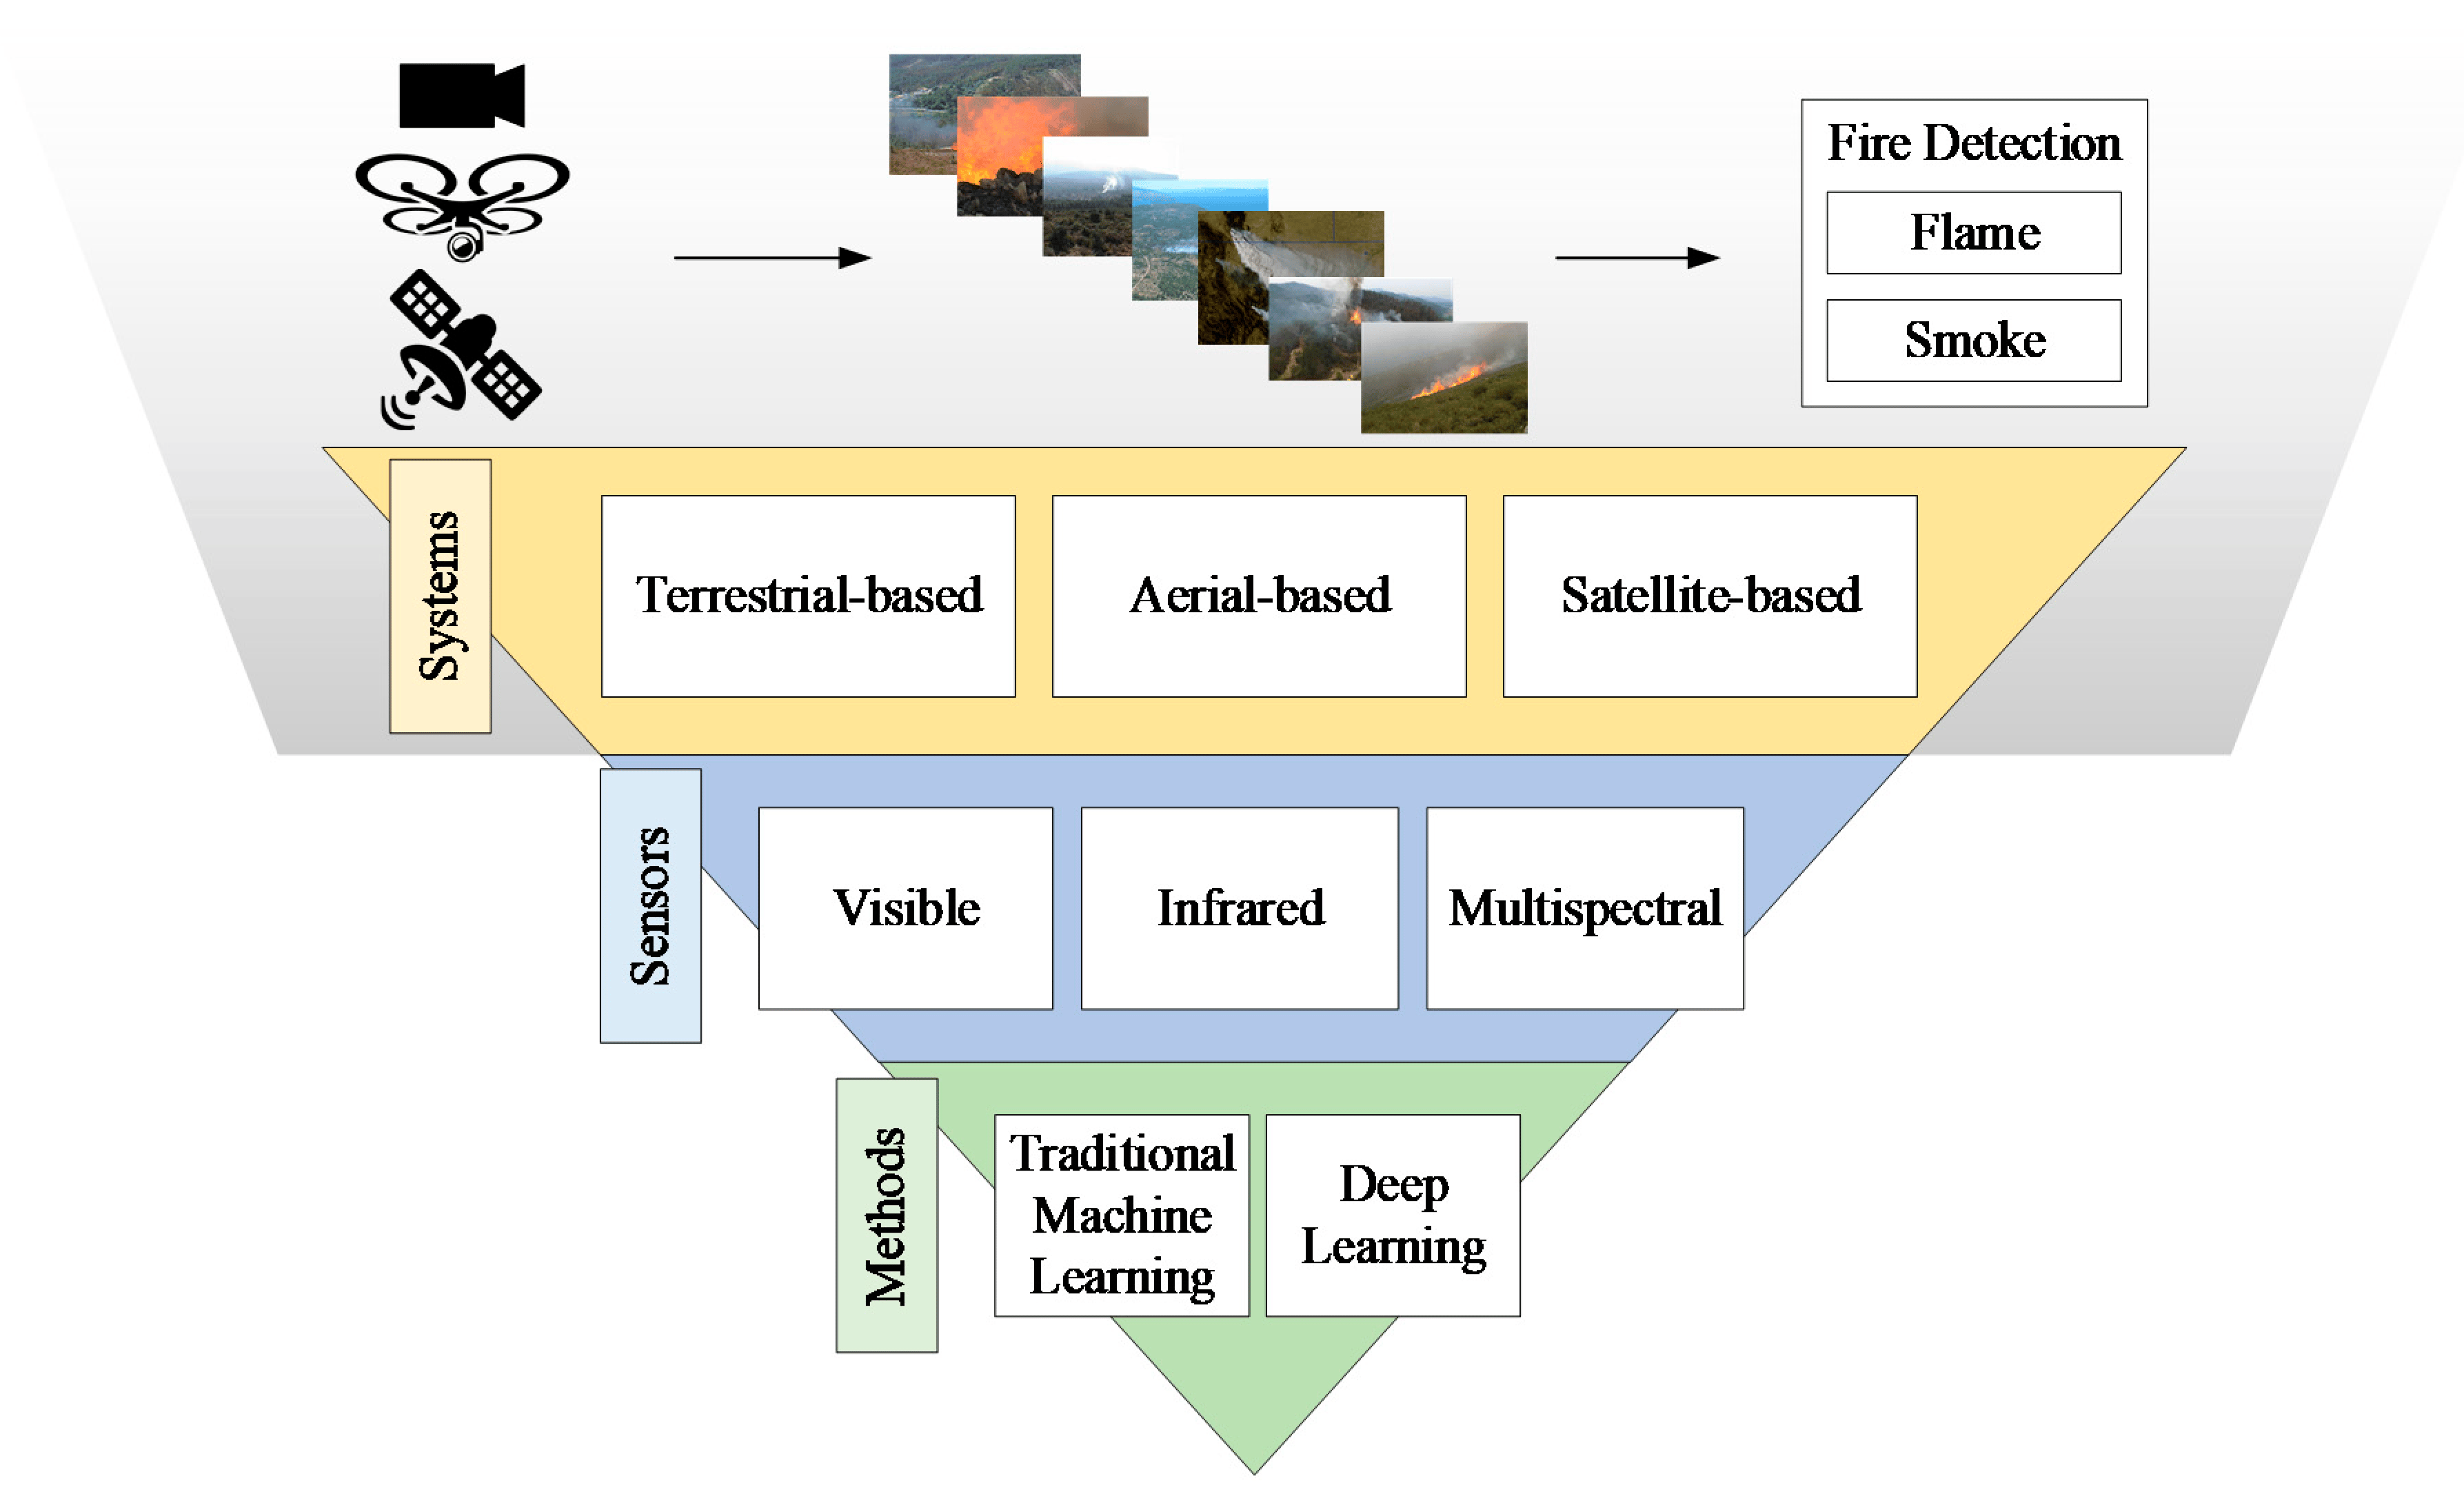 Fire Detection
Flame
Smoke
Systems
Terrestrial-based
Aerial-based
Satellite-based
Sensors
Visible
Infrared
Multispectral
Methods
Traditional
Machine
Learning
Deep
Learning